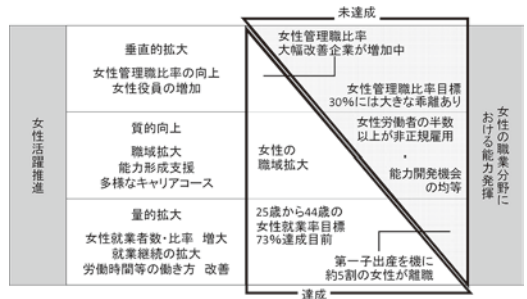 未達成
女性活躍推進
垂直的拡大
女性管理職比率の向上
女性役員の増加
質的向上
職域拡大
能力形成支援
多様なキャリアコース
量的拡大
女性就業者数・比率 増大
就業継続の拡大
労働時間等の働き方 改善
女性管理職比率
大幅改善企業が増加中
女性管理職比率目標
30%には大きな乖離あり
女性の
職域拡大
女性労働者の半数
以上が非正規雇用
・
能力開発機会
の均等
25歳から44歳の
女性就業率目標
73%達成目前
第一子出産を機に
約5割の女性が離職
女性の職業分野に
おける能力発揮
達成